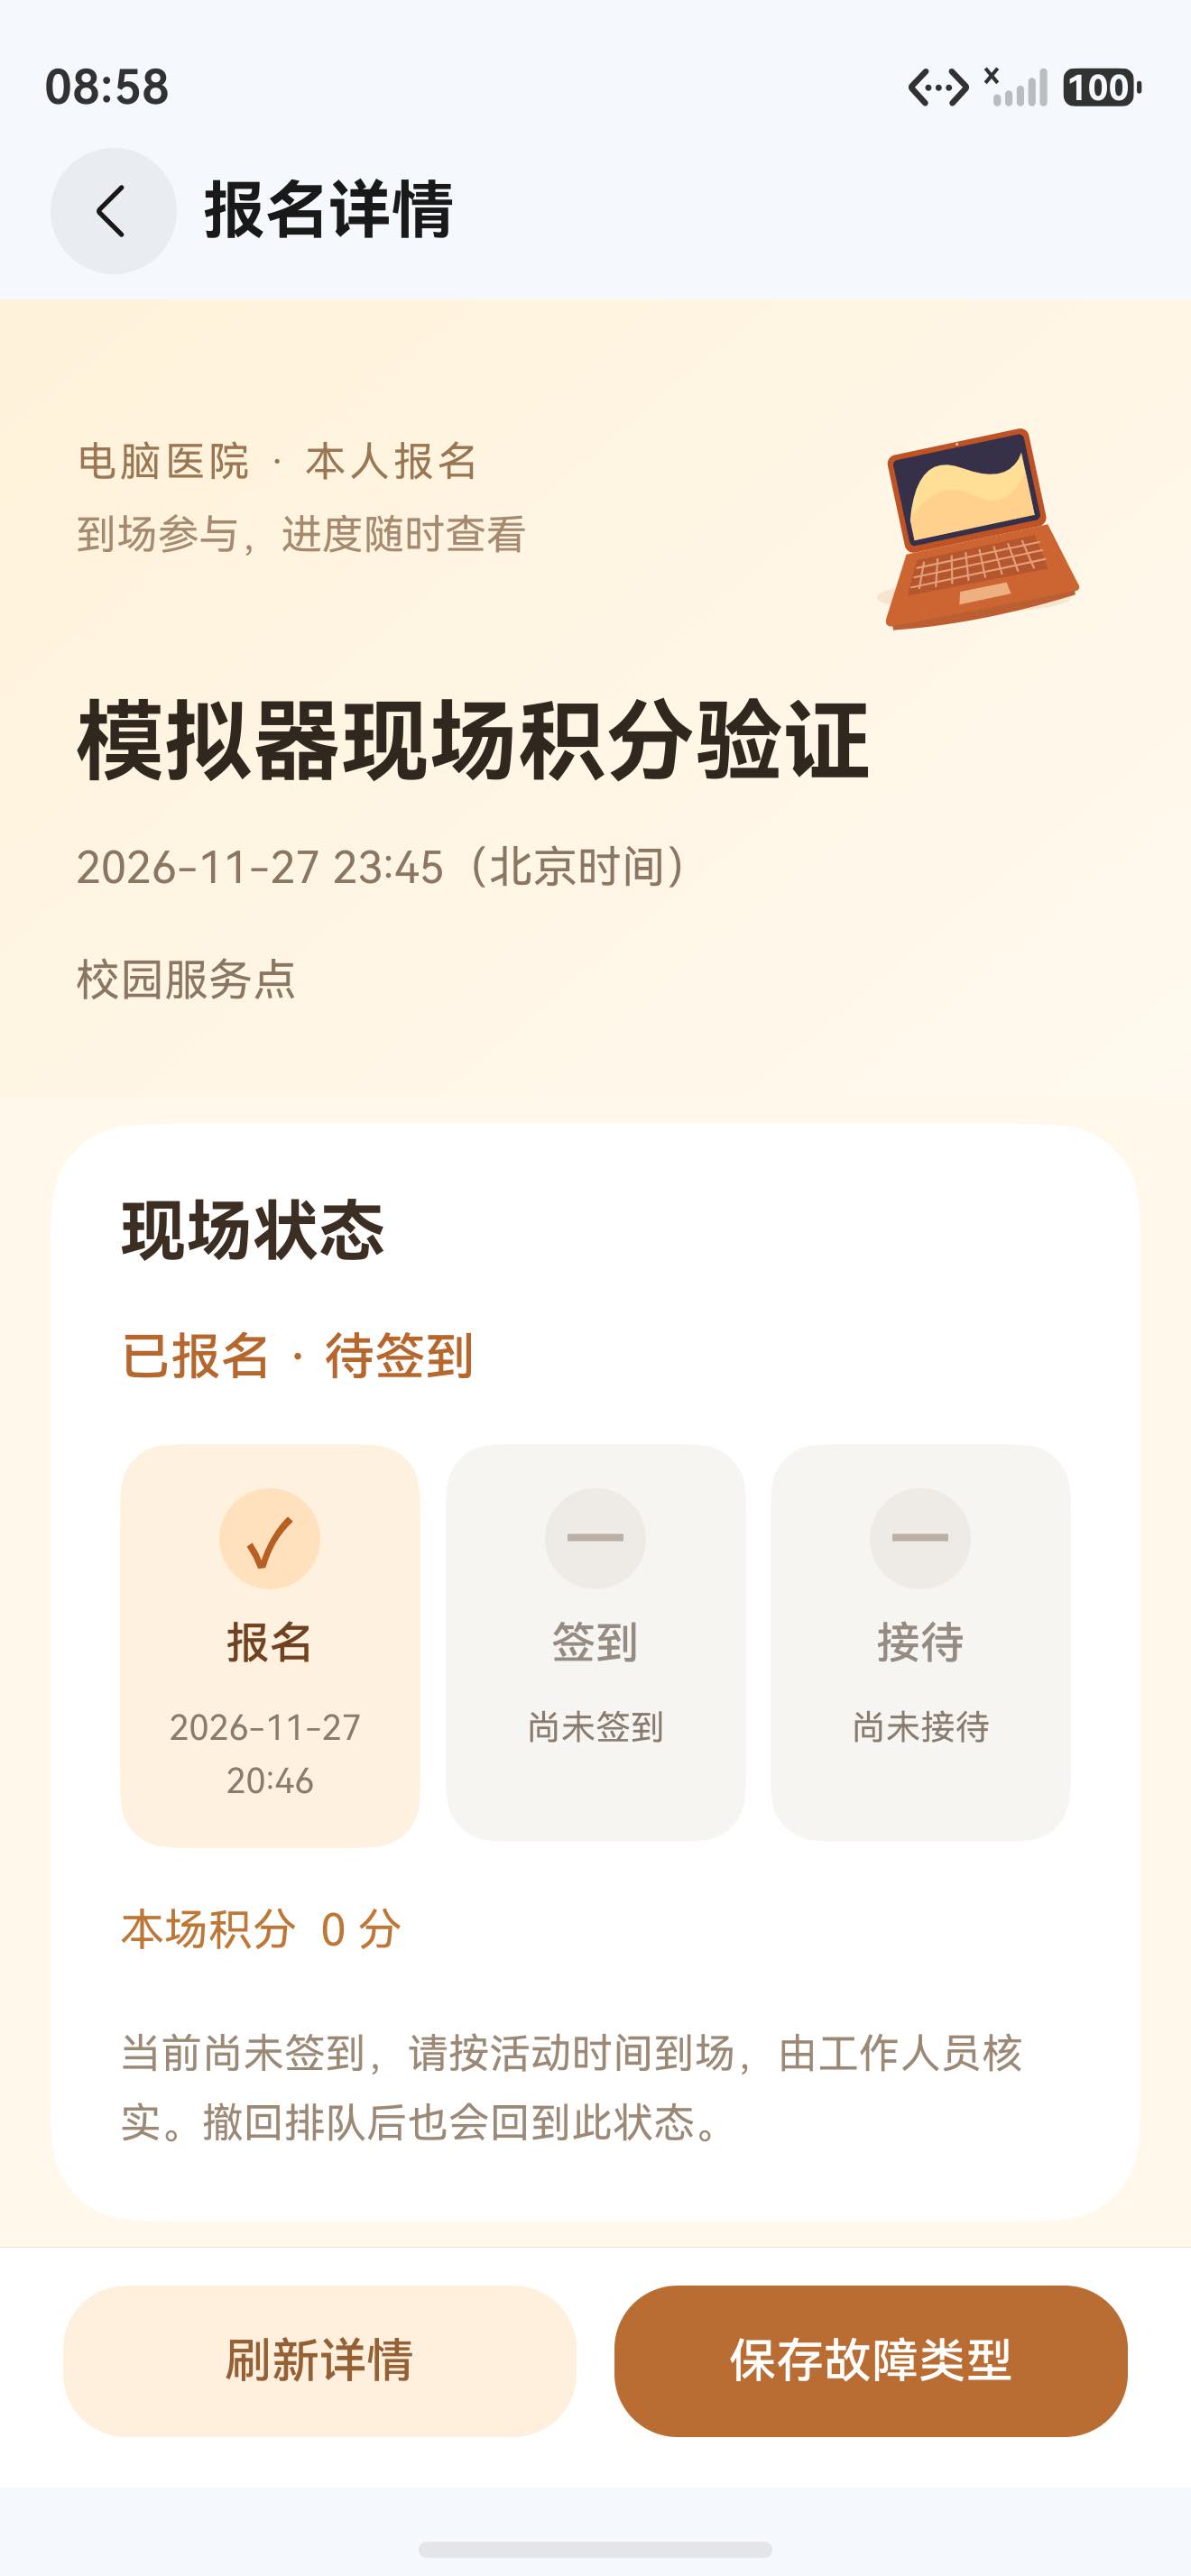 08:58
100
报名详情
电脑医院 · 本人报名
到场参与，进度随时查看
模拟器现场积分验证
2026-11-27 23:45（北京时间）
校园服务点
现场状态
已报名 · 待签到
报名
2026-11-27
20:46
签到
尚未签到
接待
尚未接待
本场积分 0 分
当前尚未签到，请按活动时间到场，由工作人员核
实。撤回排队后也会回到此状态。
刷新详情
保存故障类型